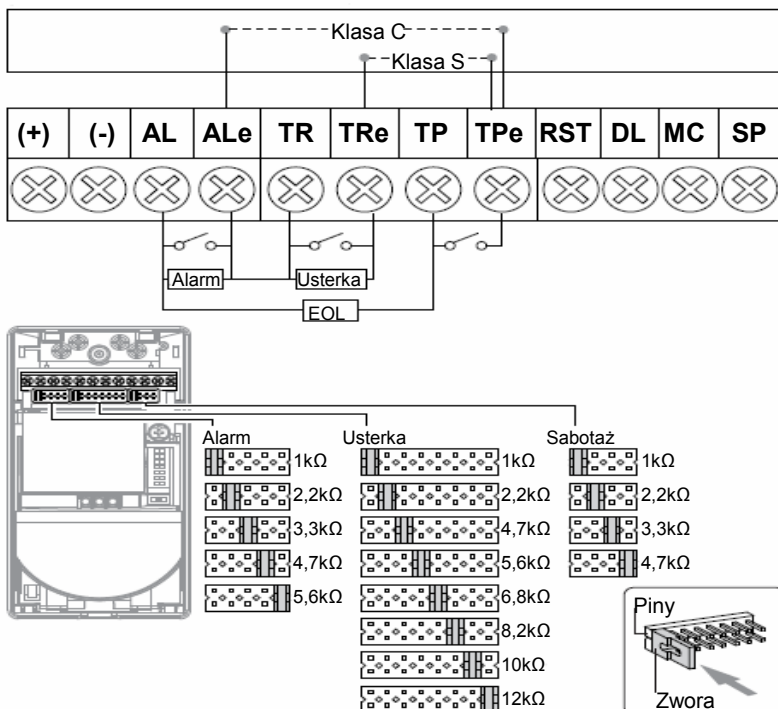 Klasa C
Klasa S
(+) (-) AL ALe TR TRe TP TPe RST DL MC SP
Alarm Usterka
EOL
Alarm Usterka Sabotaż
1kΩ 1kΩ 1kΩ
2,2kΩ 2,2kΩ 2,2kΩ
3,3kΩ 4,7kΩ 3,3kΩ
4,7kΩ 5,6kΩ 4,7kΩ
5,6kΩ 6,8kΩ
8,2kΩ
10kΩ
12kΩ
Piny
Zwora